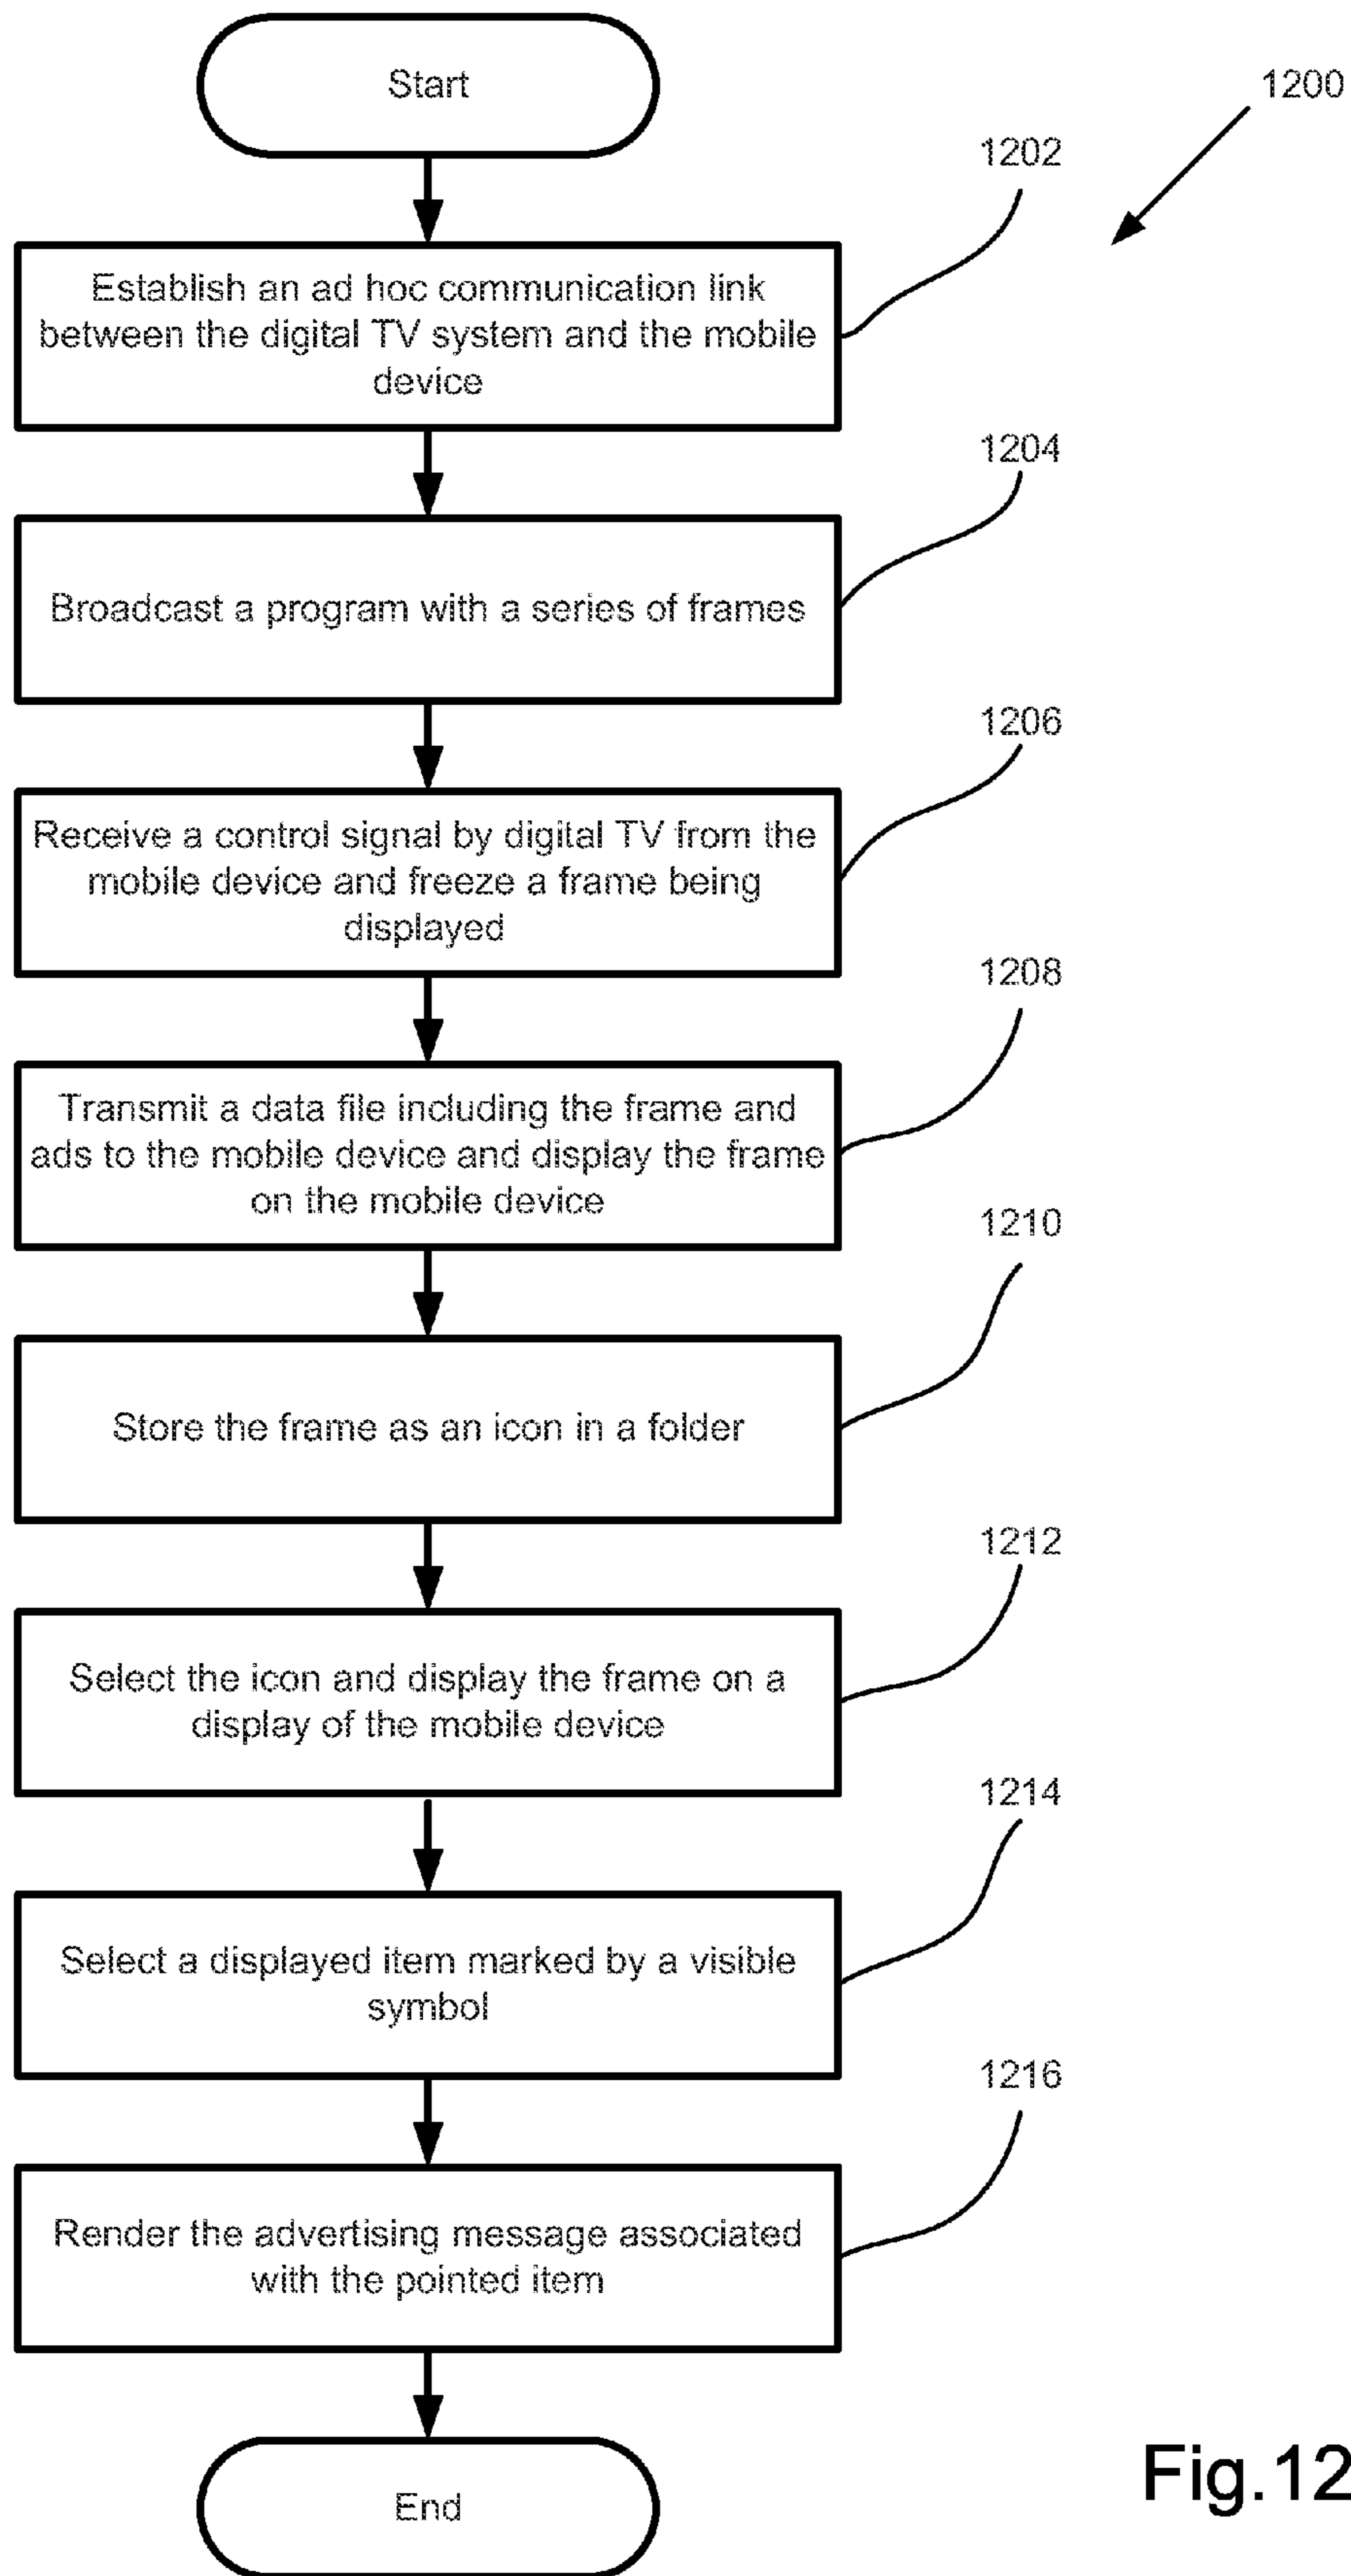 Start
1200
1202
Establish an ad hoc communication link
between the digital TV system and the mobile
device
1204
Broadcast a program with a series of frames
1206
Receive a control signal by digital TV from the
mobile device and freeze a frame being
displayed
1208
Transmit a data file including the frame and
ads to the mobile device and display the frame
on the mobile device
1210
Store the frame as an icon in a folder
1212
Select the icon and display the frame on a
display of the mobile device
1214
Select a displayed item marked by a visible
symbol
1216
Render the advertising message associated
with the pointed item
End
Fig.12